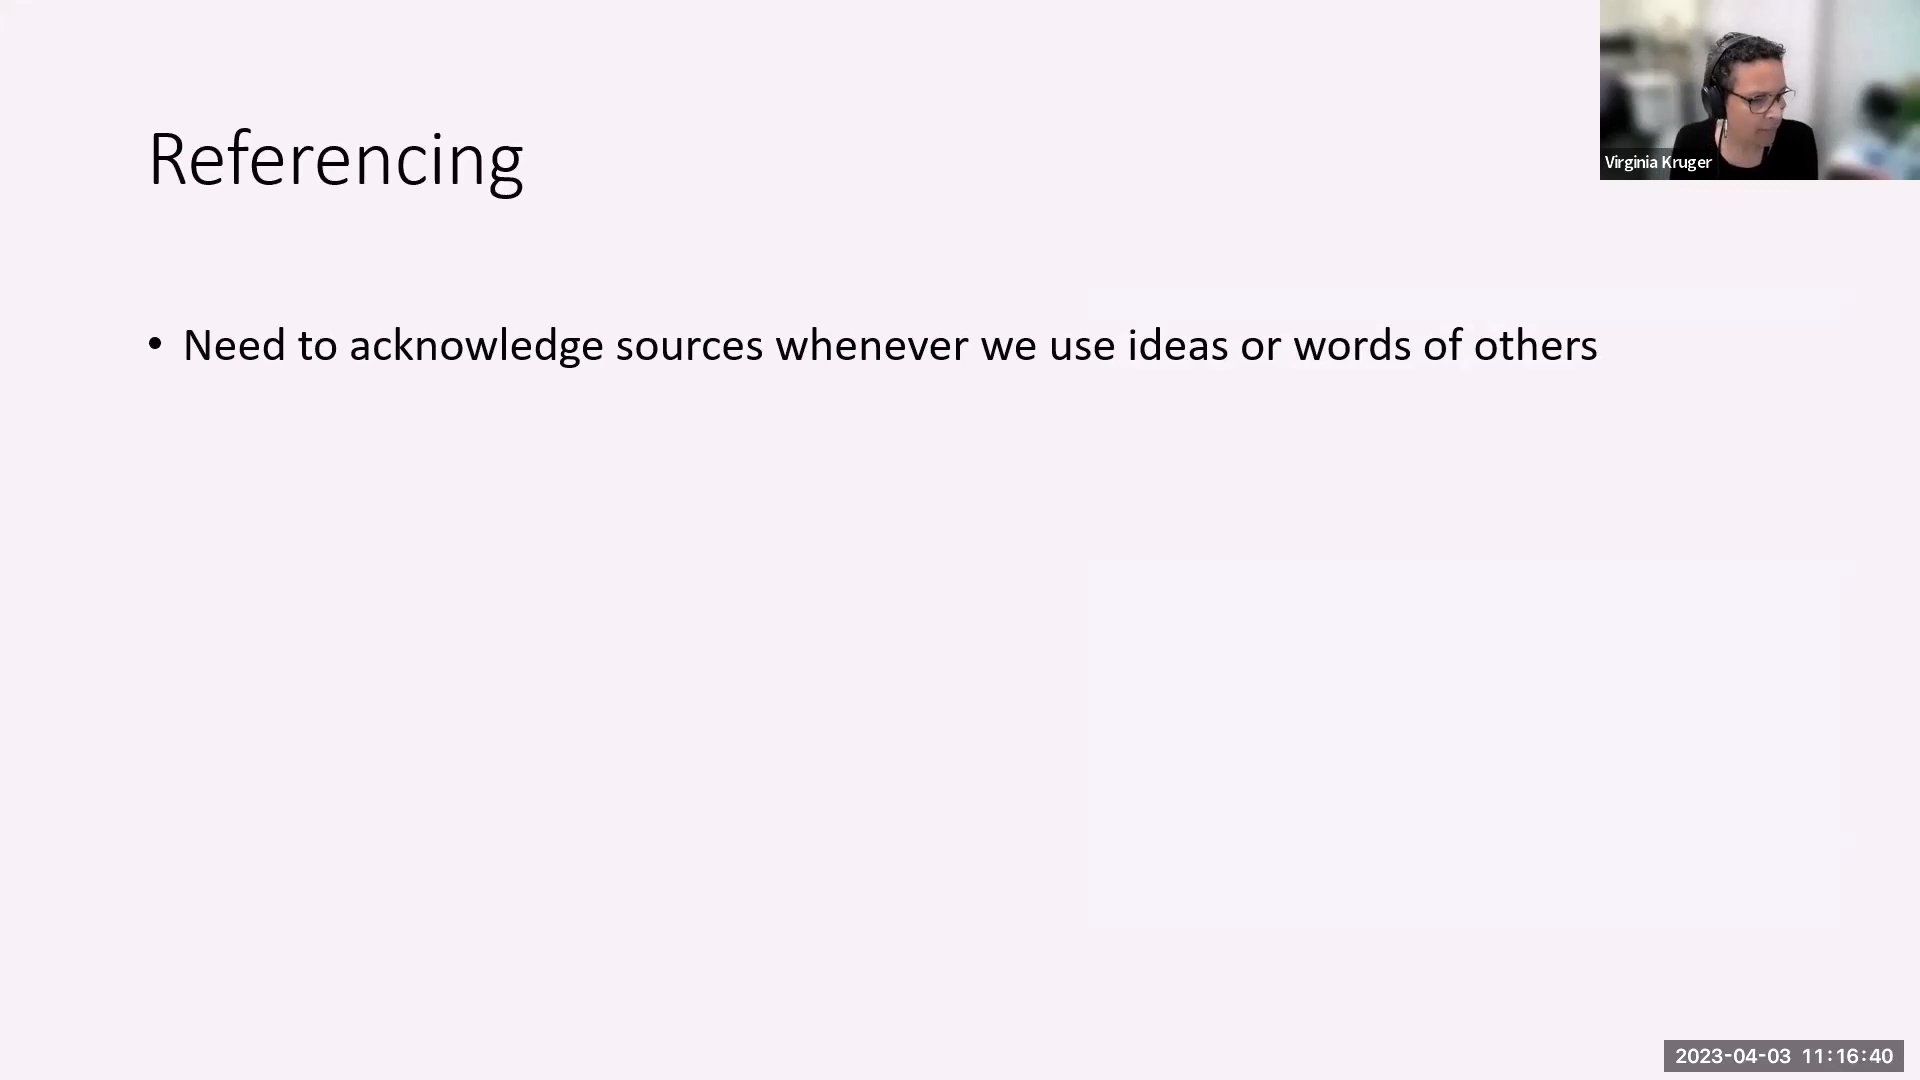 Referencing
Virginia Kruger
• Need to acknowledge sources whenever we use ideas or words of others
2023-04-03 11:16:40